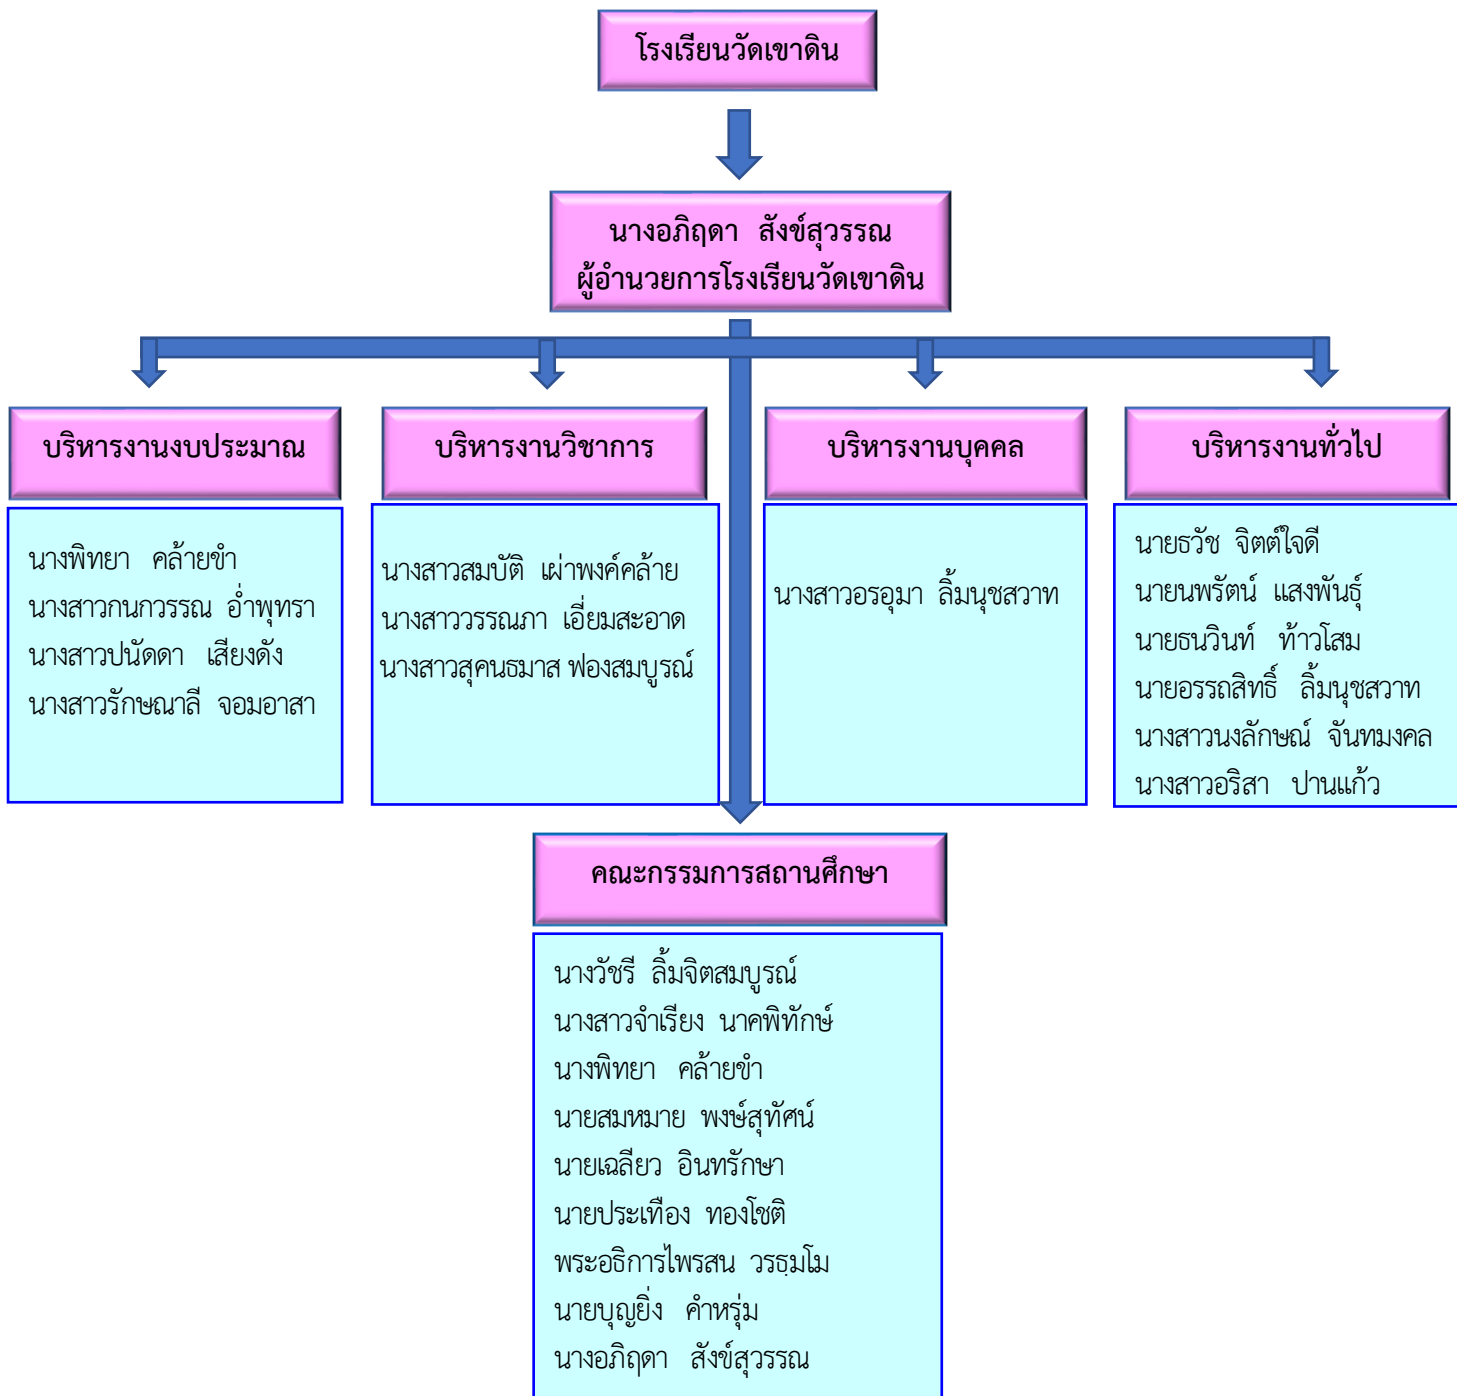 โรงเรียนวัดเขาดิน
นางอภิฤดา สังข์สุวรรณ
ผู้อำนวยการโรงเรียนวัดเขาดิน
บริหารงานงบประมาณ
นางพิทยา คล้ายขำ
นางสาวกนกวรรณ อ่ำพุทรา
นางสาวปนัดดา เสียงดัง
นางสาวรักษณาลี จอมอาสา
บริหารงานวิชาการ
นางสาวสมบัติ เผ่าพงค์คล้าย
นางสาววรรณภา เอี่ยมสะอาด
นางสาวสุคนธมาส ฟองสมบูรณ์
บริหารงานบุคคล
นางสาวอรอุมา ลิ้มนุชสวาท
บริหารงานทั่วไป
นายธวัช จิตต์ใจดี
นายนพรัตน์ แสงพันธุ์
นายธนวินท์ ท้าวโสม
นายอรรถสิทธิ์ ลิ้มนุชสวาท
นางสาวนงลักษณ์ จันทมงคล
นางสาวอริสา ปานแก้ว
คณะกรรมการสถานศึกษา
นางวัชรี ลิ้มจิตสมบูรณ์
นางสาวจำเรียง นาคพิทักษ์
นางพิทยา คล้ายขำ
นายสมหมาย พงษ์สุทัศน์
นายเฉลียว อินทรักษา
นายประเทือง ทองโชติ
พระอธิการไพรสน วรธฺมโม
นายบุญยิ่ง คำหรุ่ม
นางอภิฤดา สังข์สุวรรณ